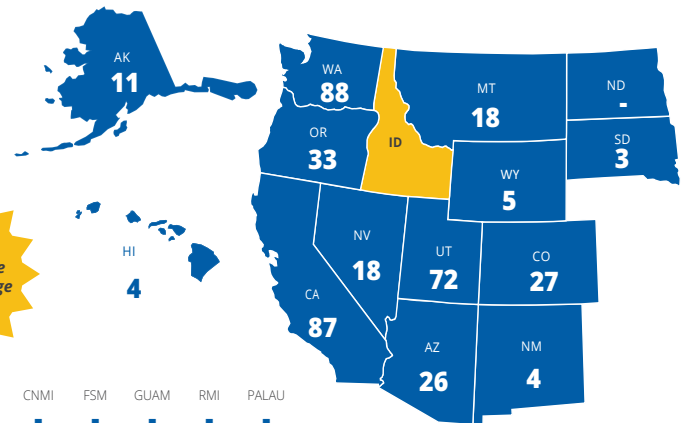 AK
11
WA
88
MT
18
ND
-
OR
33
ID
SD
3
WY
5
HI
4
NV
18
UT
72
CO
27
CA
87
AZ
26
NM
4
CNMI FSM GUAM RMI PALAU
- - - - -